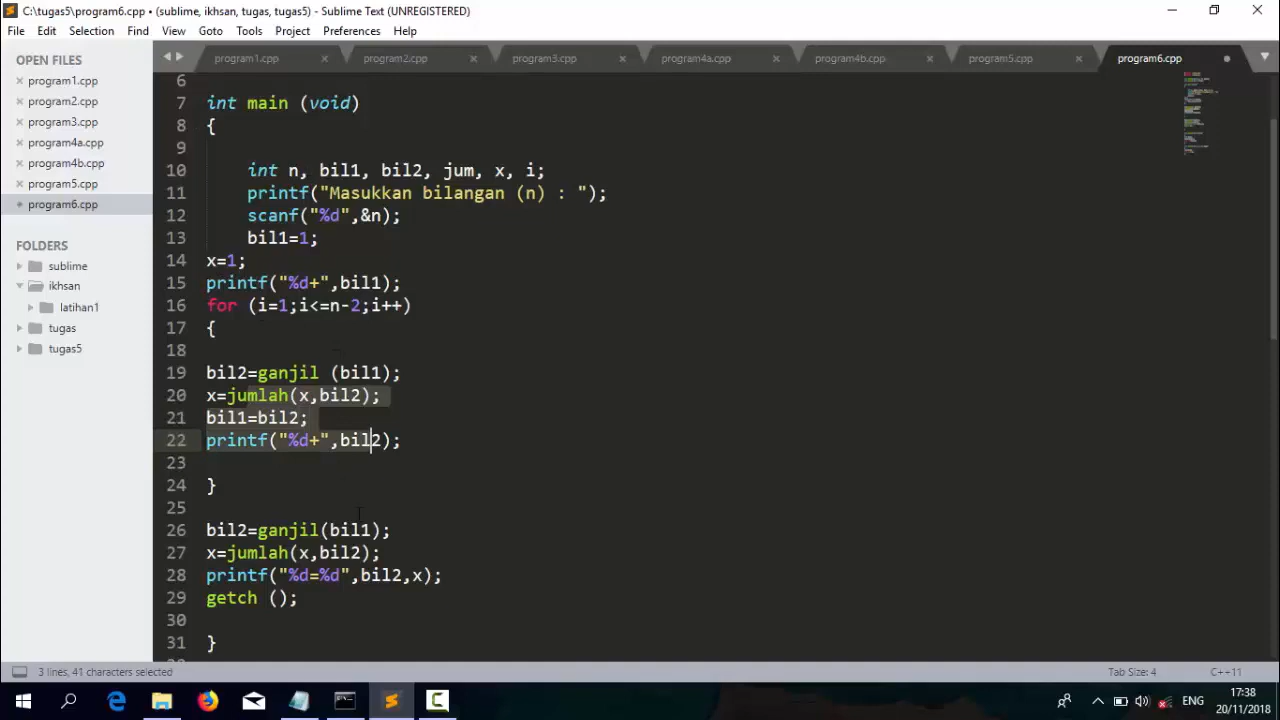 C:\tugas5\program6.cpp • (sublime, ikhsan, tugas, tugas5) - Sublime Text (UNREGISTERED)
File Edit Selection Find View Goto Tools Project Preferences Help
OPEN FILES
program1.cpp
program2.cpp
program3.cpp
program4a.cpp
program4b.cpp
program5.cpp
program6.cpp
FOLDERS
sublime
ikhsan
latihan1
tugas
tugas5
program1.cpp program2.cpp program3.cpp program4a.cpp program4b.cpp program5.cpp program6.cpp
6
7 int main (void)
8 {
9
10 int n, bil1, bil2, jum, x, i;
11 printf("Masukkan bilangan (n) : ");
12 scanf("%d",&n);
13 bil1=1;
14 x=1;
15 printf("%d+",bil1);
16 for (i=1;i<=n-2;i++)
17 {
18
19 bil2=ganjil (bil1);
20 x=jumlah(x,bil2);
21 bil1=bil2;
22 printf("%d+",bil2);
23
24 }
25
26 bil2=ganjil(bil1);
27 x=jumlah(x,bil2);
28 printf("%d=%d",bil2,x);
29 getch ();
30
31 }
3 lines, 41 characters selected
Tab Size: 4
C++11
ENG
17:38
20/11/2018